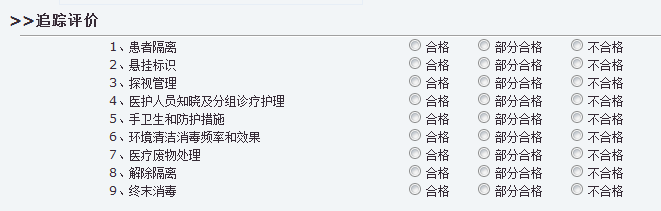 >>追踪评价
1、患者隔离 合格 部分合格 不合格
2、悬挂标识 合格 部分合格 不合格
3、探视管理 合格 部分合格 不合格
4、医护人员知晓及分组诊疗护理 合格 部分合格 不合格
5、手卫生和防护措施 合格 部分合格 不合格
6、环境清洁消毒频率和效果 合格 部分合格 不合格
7、医疗废物处理 合格 部分合格 不合格
8、解除隔离 合格 部分合格 不合格
9、终末消毒 合格 部分合格 不合格